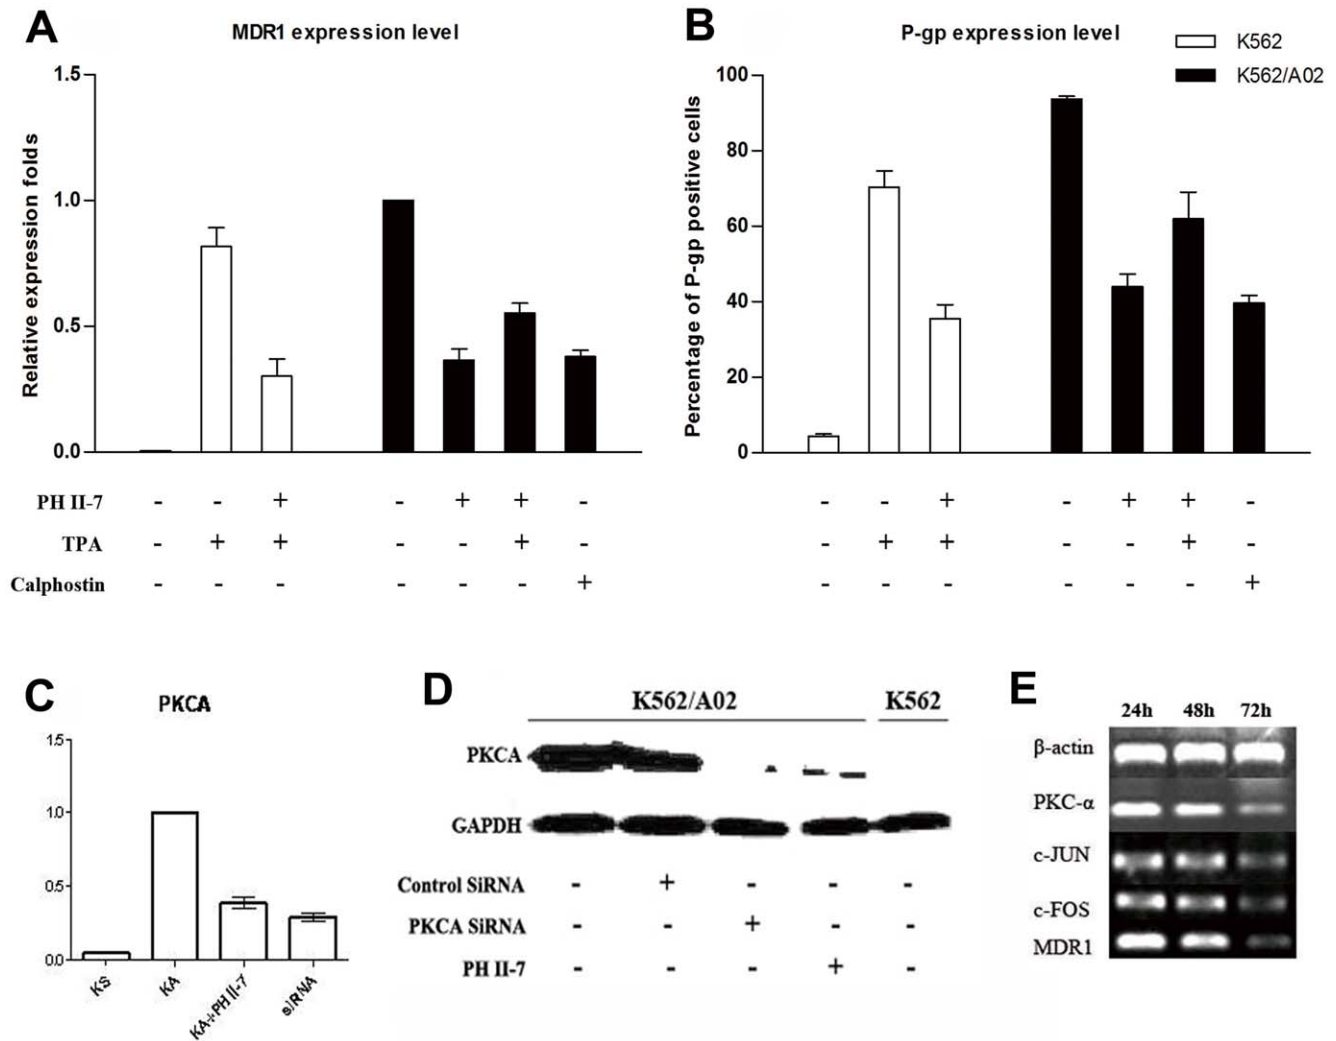 A
MDR1 expression level
B
P-gp expression level
K562
K562/A02
Relative expression folds
1.5
1.0
0.5
0.0
Percentage of P-gp positive cells
100
80
60
40
20
0
PH II-7 - - + - + + - - - + - + + -
TPA - + + - - + - - + + - - + -
Calphostin - - - - - - + - - - - - - +
C
PKCA
1.5
1.0
0.5
0.0
KS
KA
KA+PH II-7
siRNA
D
K562/A02 K562
PKCA
GAPDH
Control SiRNA - + - - -
PKCA SiRNA - - + - -
PH II-7 - - - + -
E
24h 48h 72h
β-actin
PKC-α
c-JUN
c-FOS
MDR1